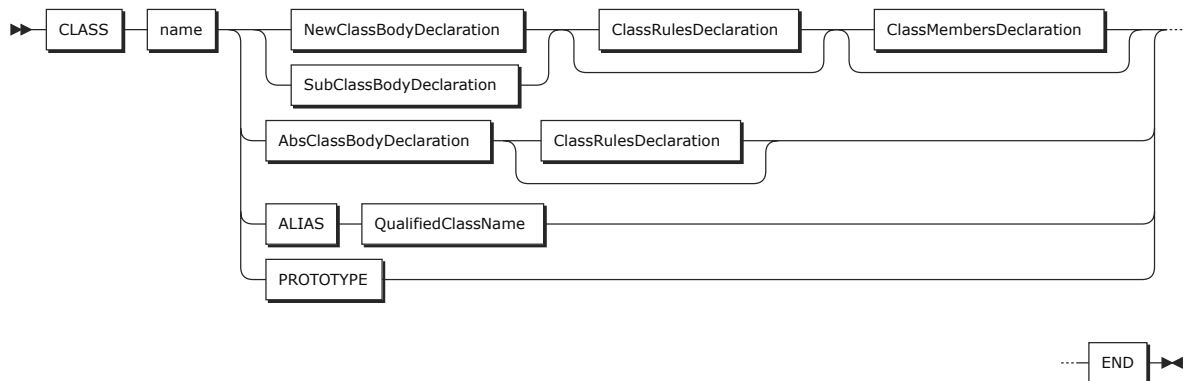 CLASS name NewClassBodyDeclaration ClassRulesDeclaration ClassMembersDeclaration
SubClassBodyDeclaration
AbsClassBodyDeclaration ClassRulesDeclaration
ALIAS QualifiedClassName
PROTOTYPE
END